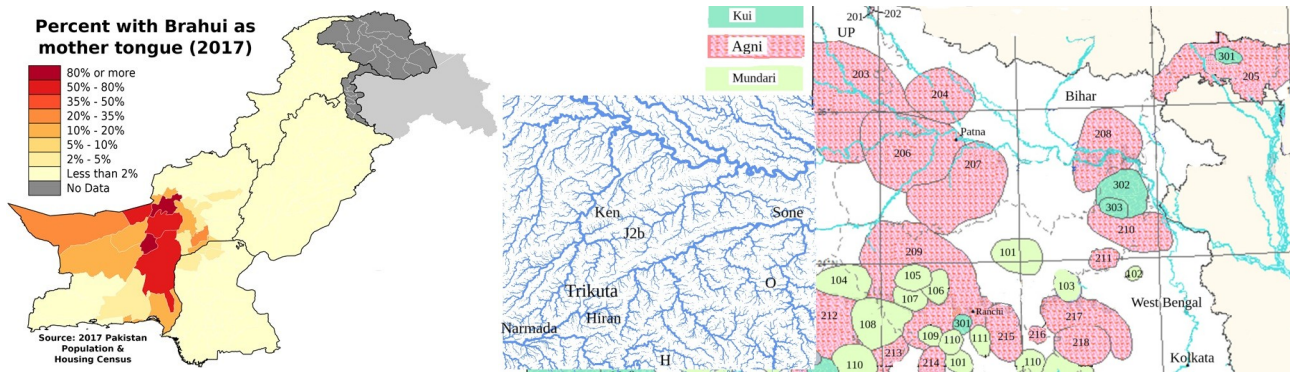 Percent with Brahui as
mother tongue (2017)
80% or more
50% - 80%
35% - 50%
20% - 35%
10% - 20%
5% - 10%
2% - 5%
Less than 2%
No Data
Source: 2017 Pakistan
Population &
Housing Census
Kui
Agni
Mundari
Ken
Sone
J2b
O
Trikuta
Hiran
Narmada
H
201
202
UP
301
203
205
204
Bihar
Patna
208
206
207
302
303
210
209
101
211
105
102
104
106
103
107
West Bengal
212
Ranchi
217
108
301
215
216
109
110
111
218
213
Kolkata
110
214
101
110